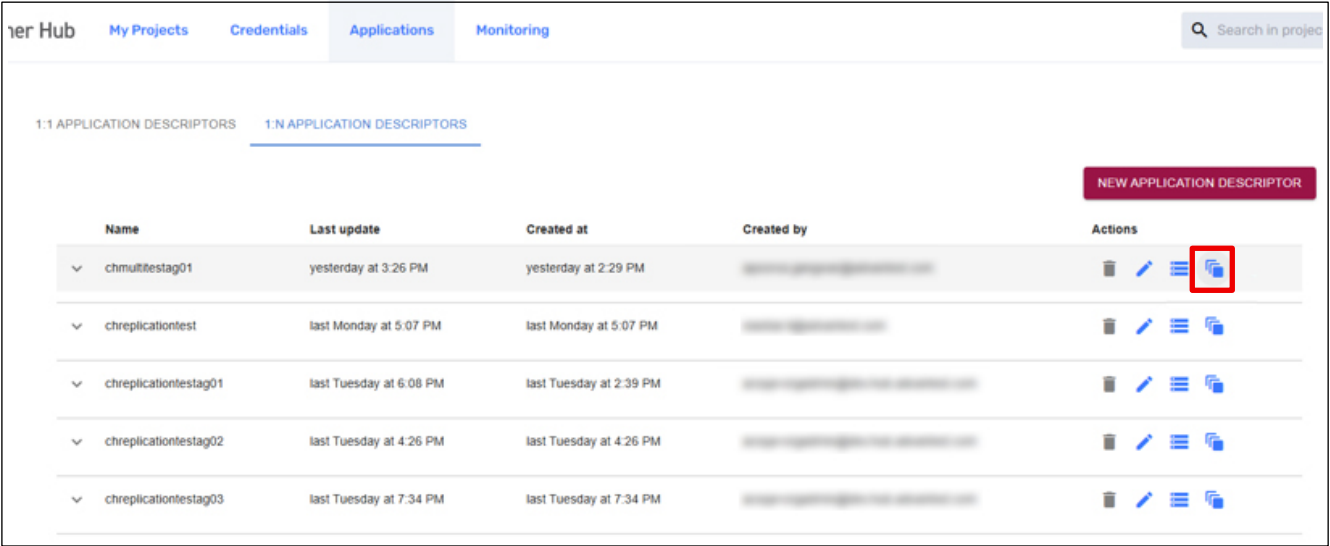 ner Hub My Projects Credentials Applications Monitoring Search in projec
1:1 APPLICATION DESCRIPTORS 1:N APPLICATION DESCRIPTORS
NEW APPLICATION DESCRIPTOR
Name Last update Created at Created by Actions
chmultitestag01 yesterday at 3:26 PM yesterday at 2:29 PM
chreplicationtest last Monday at 5:07 PM last Monday at 5:07 PM
chreplicationtestag01 last Tuesday at 6:08 PM last Tuesday at 2:39 PM
chreplicationtestag02 last Tuesday at 4:26 PM last Tuesday at 4:26 PM
chreplicationtestag03 last Tuesday at 7:34 PM last Tuesday at 7:34 PM